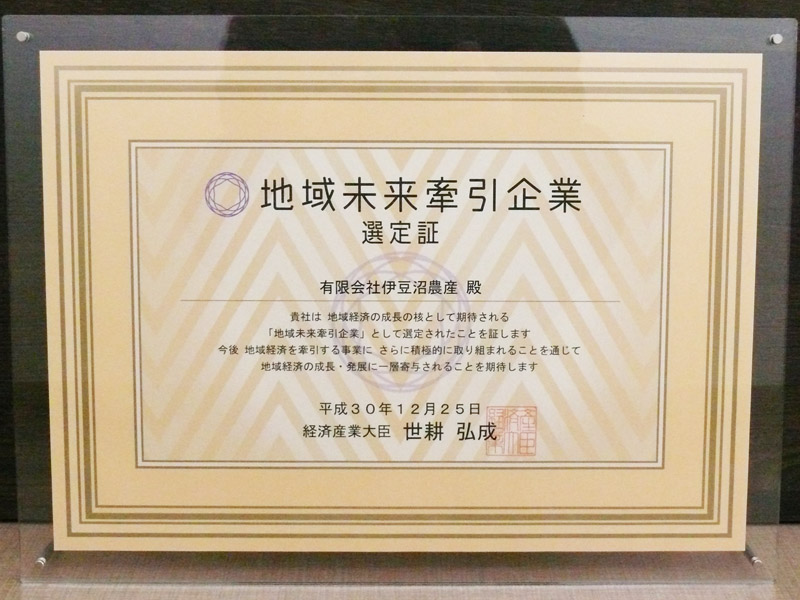 地域未来牽引企業
選定証
有限会社伊豆沼農産 殿
貴社は 地域経済の成長の核として期待される
「地域未来牽引企業」として選定されたことを証します
今後 地域経済を牽引する事業に さらに積極的に取り組まれることを通じて
地域経済の成長・発展に一層寄与されることを期待します
平成30年12月25日
経済産業大臣 世耕 弘成